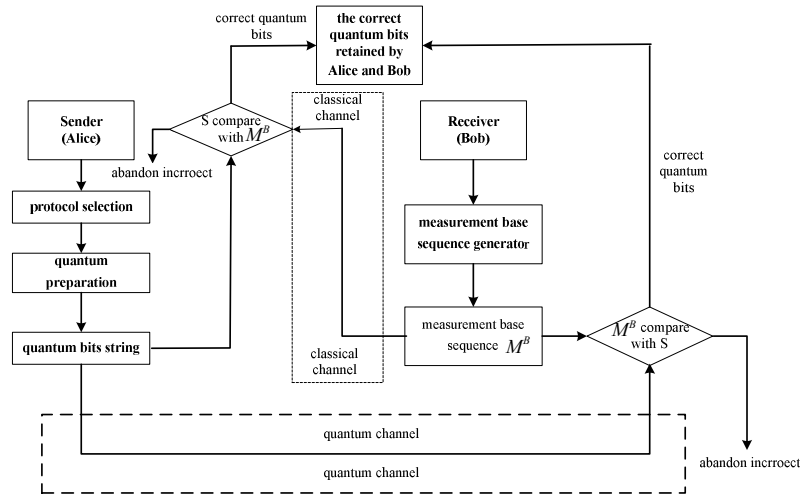 correct quantum
bits
the correct
quantum bits
retained by
Alice and Bob
classical
channel
Sender
(Alice)
S compare
with M^B
Receiver
(Bob)
abandon incrroect
correct
quantum
bits
protocol selection
measurement base
sequence generator
quantum
preparation
quantum bits string
measurement base
sequence M^B
M^B compare
with S
classical
channel
quantum channel
abandon incrroect
quantum channel